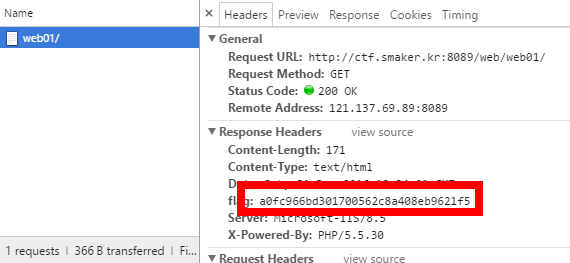 Name
× Headers Preview Response Cookies Timing
web01/
▼ General
Request URL: http://ctf.smaker.kr:8089/web/web01/
Request Method: GET
Status Code: 200 OK
Remote Address: 121.137.69.89:8089
▼ Response Headers view source
Content-Length: 171
Content-Type: text/html
flag: a0fc966bd301700562c8a408eb9621f5
Server: Microsoft-IIS/8.5
X-Powered-By: PHP/5.5.30
1 requests | 366 B transferred | Fi...
▼ Request Headers view source